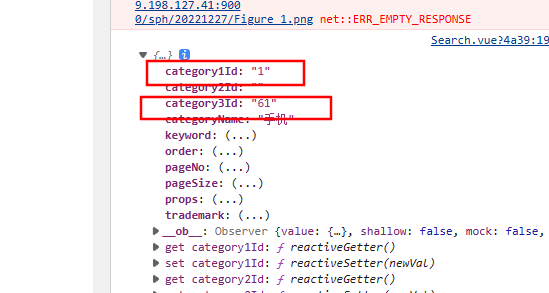 9.198.127.41:900
0/sph/20221227/Figure 1.png net::ERR_EMPTY_RESPONSE
Search.vue?4a39:19
{…} i
category1Id: "1"
category2Id: ""
category3Id: "61"
categoryName: "手机"
keyword: (...)
order: (...)
pageNo: (...)
pageSize: (...)
props: (...)
trademark: (...)
__ob__: Observer {value: {…}, shallow: false, mock: false,
get category1Id: ƒ reactiveGetter()
set category1Id: ƒ reactiveSetter(newVal)
get category2Id: ƒ reactiveGetter()